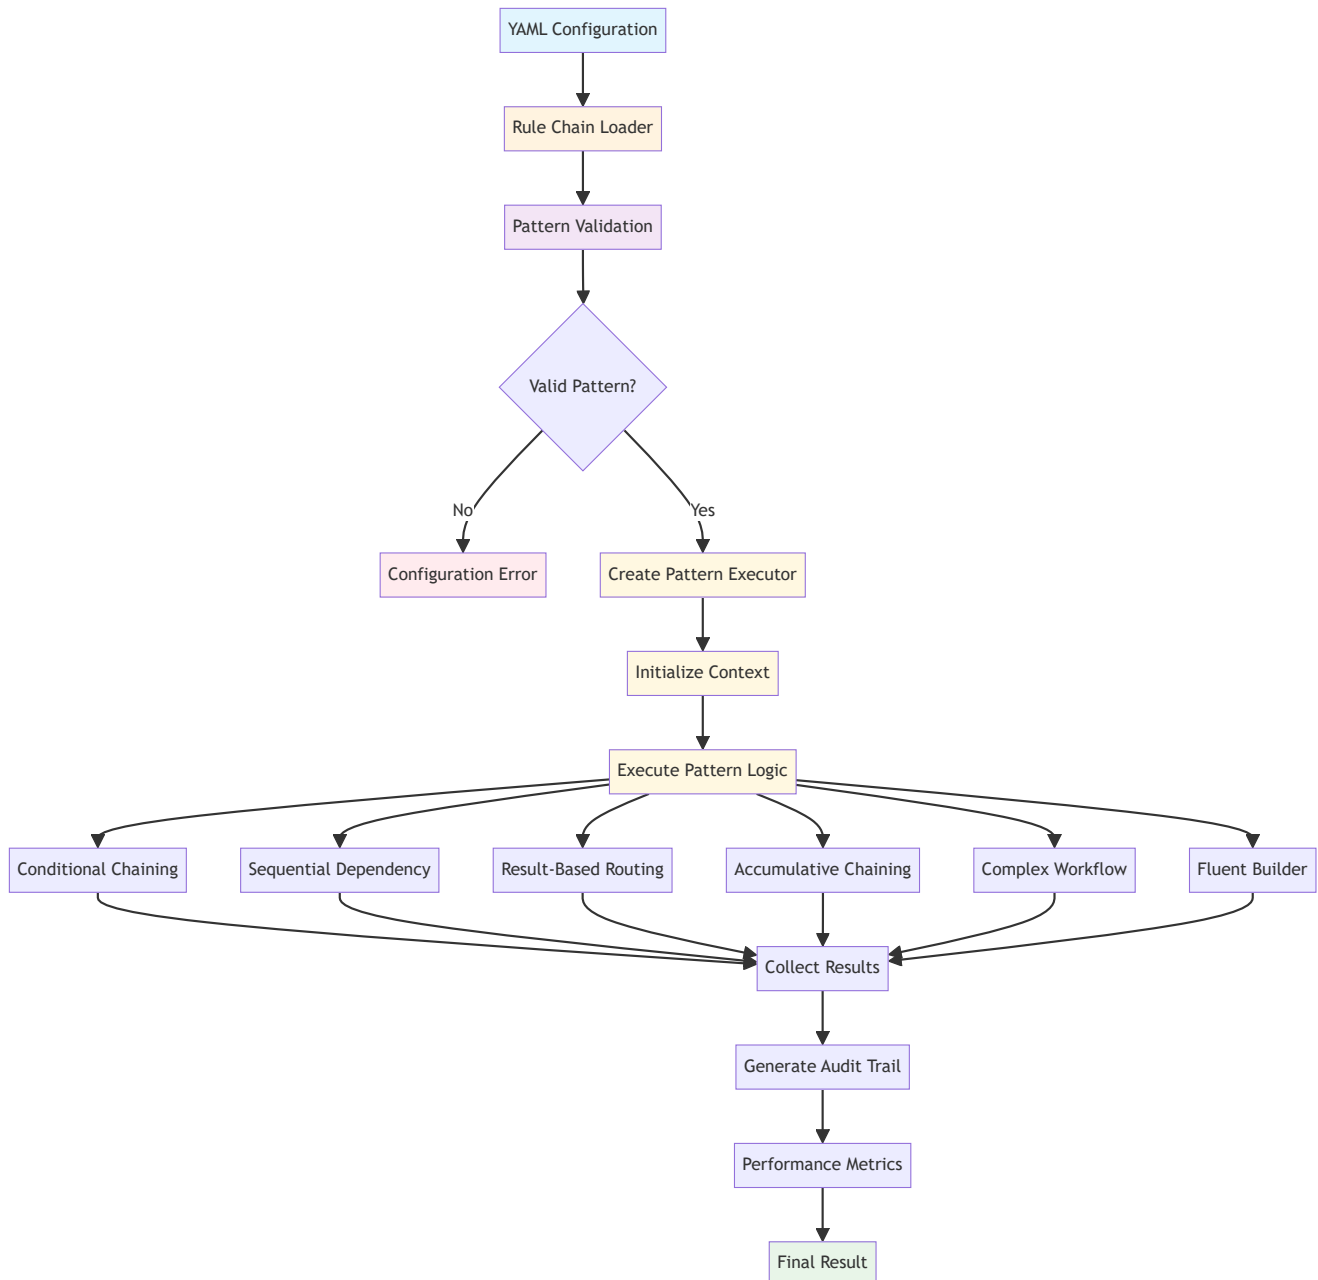 YAML Configuration
Rule Chain Loader
Pattern Validation
Valid Pattern?
No
Yes
Configuration Error
Create Pattern Executor
Initialize Context
Execute Pattern Logic
Conditional Chaining
Sequential Dependency
Result-Based Routing
Accumulative Chaining
Complex Workflow
Fluent Builder
Collect Results
Generate Audit Trail
Performance Metrics
Final Result